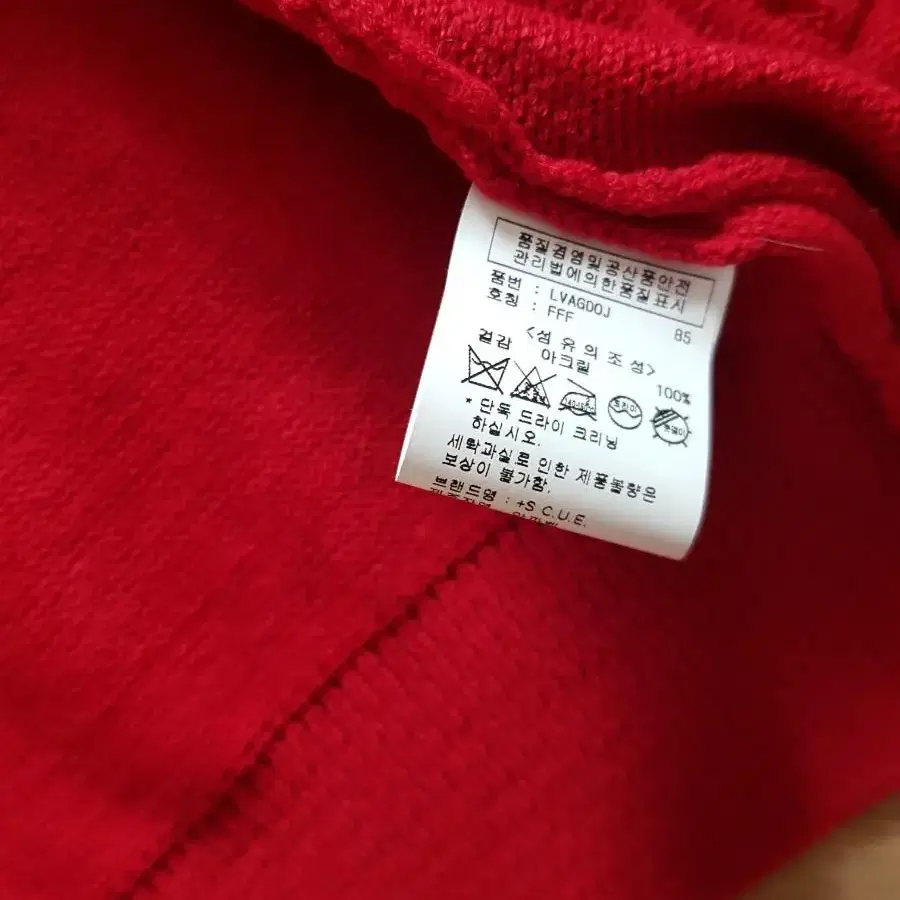 품질경영및공산품안전
관리법에의한품질표시
품번 : LVAGDOJ
호칭 : FFF 85
<섬 유 의 조 성>
겉감 아크릴 100%
* 단독 드라이 크리닝
하십시오.
세탁과실로 인한 제품불량은
보상이 불가함.
브랜드명 : +S C.U.E.